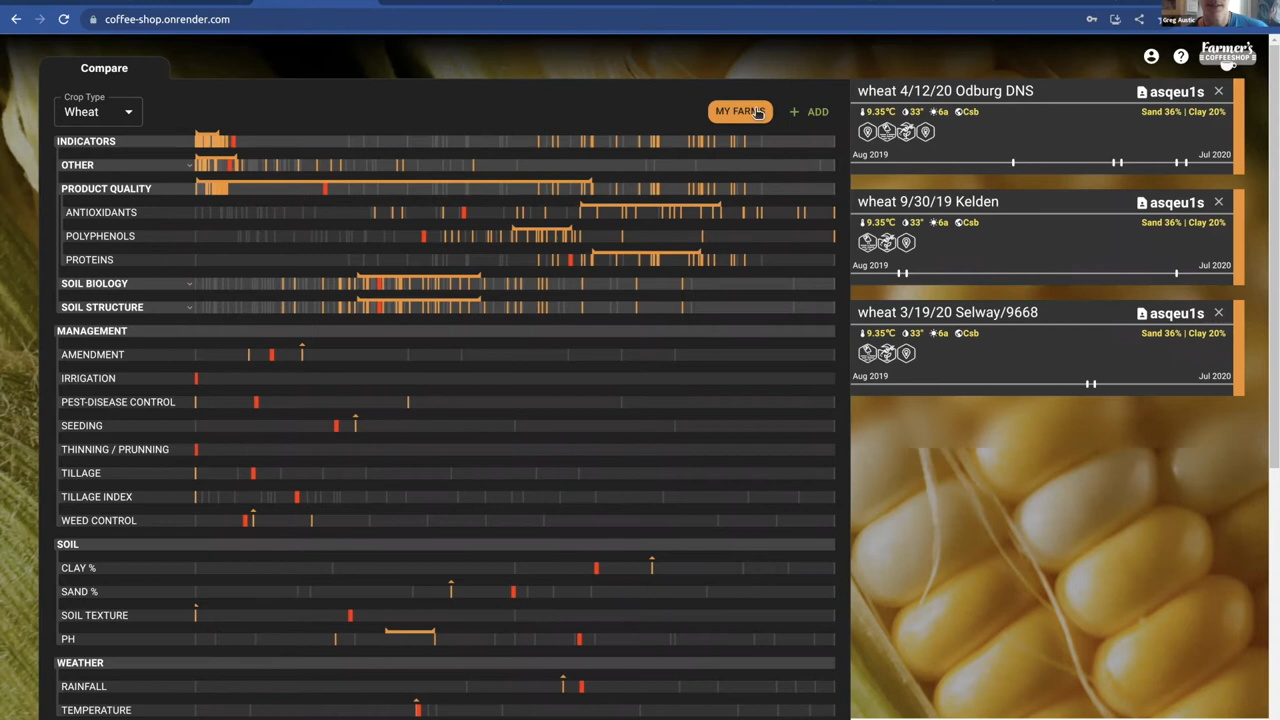 coffee-shop.onrender.com
Greg Austic
Farmer's
COFFEESHOP
Compare
Crop Type
Wheat
MY FARMS
+ ADD
INDICATORS
OTHER
PRODUCT QUALITY
ANTIOXIDANTS
POLYPHENOLS
PROTEINS
SOIL BIOLOGY
SOIL STRUCTURE
MANAGEMENT
AMENDMENT
IRRIGATION
PEST-DISEASE CONTROL
SEEDING
THINNING / PRUNNING
TILLAGE
TILLAGE INDEX
WEED CONTROL
SOIL
CLAY %
SAND %
SOIL TEXTURE
PH
WEATHER
RAINFALL
TEMPERATURE
wheat 4/12/20 Odburg DNS asqeu1s
9.35℃ 33" 6a Csb Sand 36% | Clay 20%
Aug 2019 Jul 2020
wheat 9/30/19 Kelden asqeu1s
9.35℃ 33" 6a Csb Sand 36% | Clay 20%
Aug 2019 Jul 2020
wheat 3/19/20 Selway/9668 asqeu1s
9.35℃ 33" 6a Csb Sand 36% | Clay 20%
Aug 2019 Jul 2020